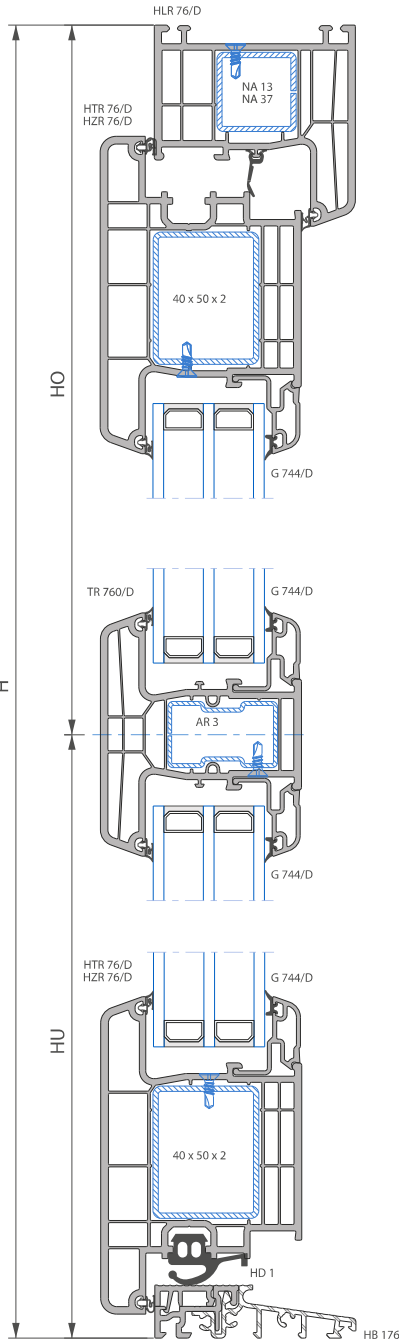 HLR 76/D
NA 13
NA 37
HTR 76/D
HZR 76/D
40 x 50 x 2
HO
G 744/D
TR 760/D
G 744/D
H
AR 3
G 744/D
HTR 76/D
HZR 76/D
G 744/D
HU
40 x 50 x 2
HD 1
HB 176